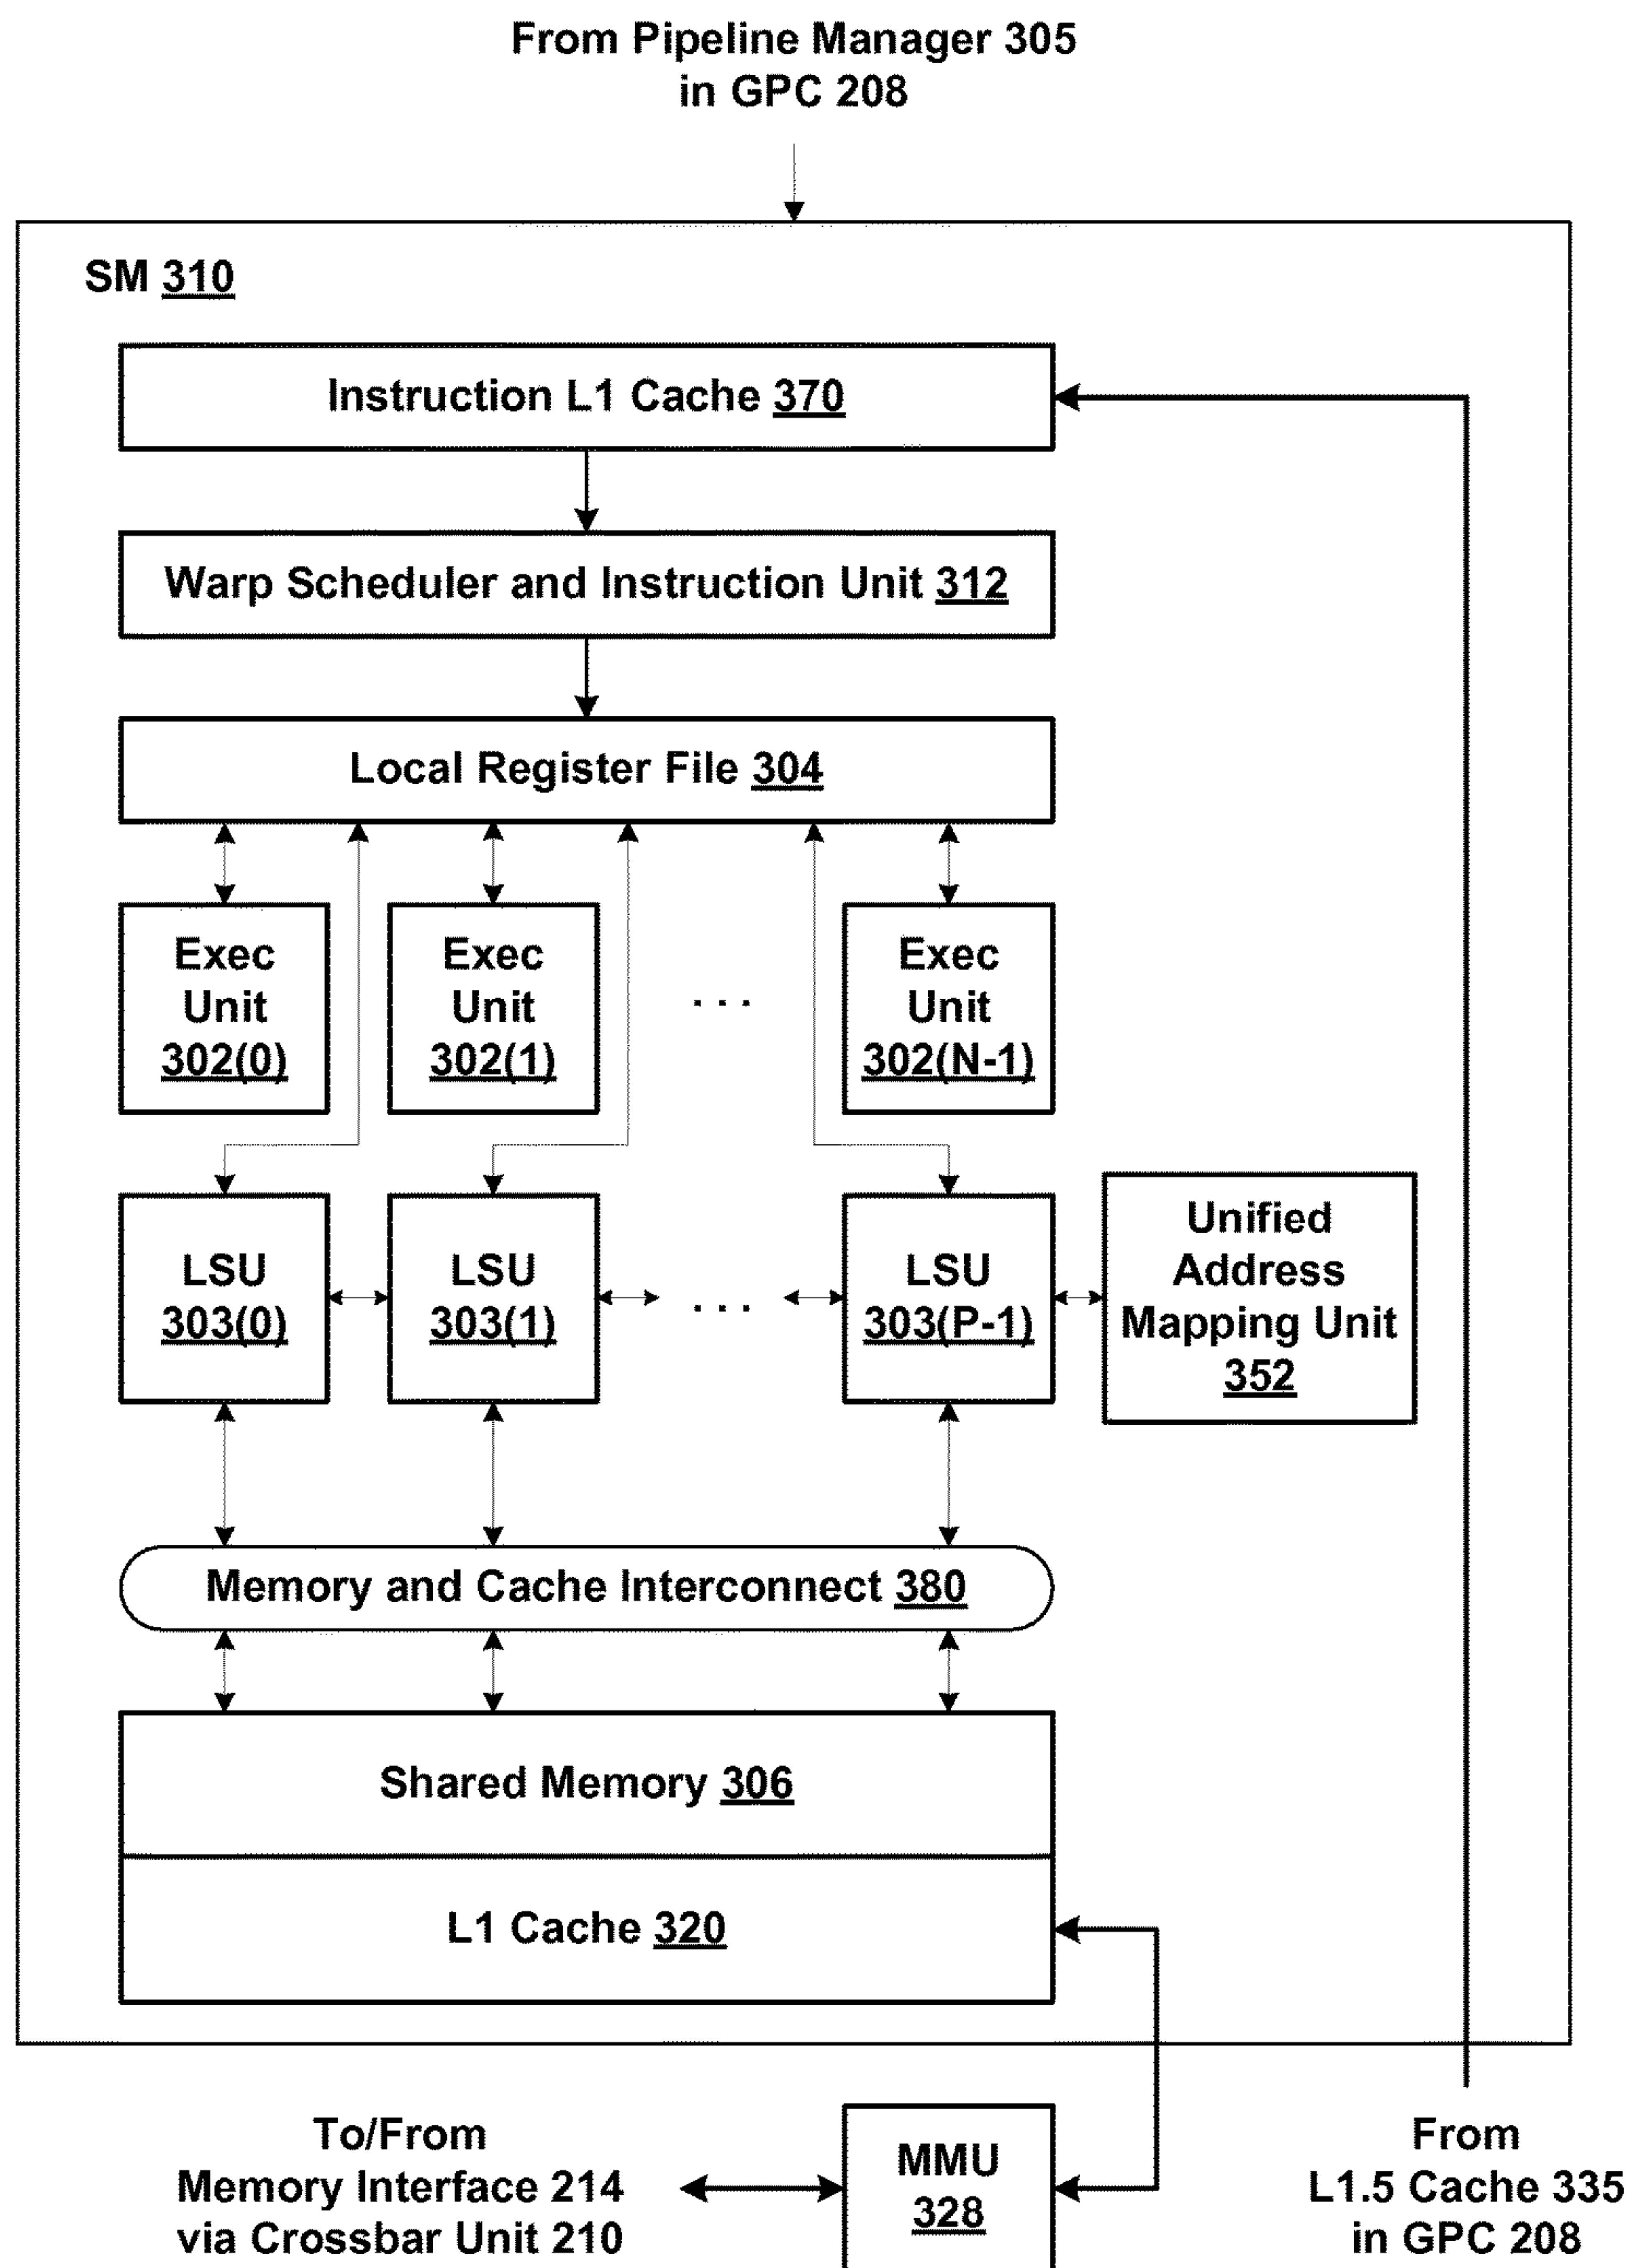 From Pipeline Manager 305
in GPC 208
SM 310
Instruction L1 Cache 370
Warp Scheduler and Instruction Unit 312
Local Register File 304
Exec
Unit
302(0)
Exec
Unit
302(1)
. . .
Exec
Unit
302(N-1)
LSU
303(0)
LSU
303(1)
. . .
LSU
303(P-1)
Unified
Address
Mapping Unit
352
Memory and Cache Interconnect 380
Shared Memory 306
L1 Cache 320
To/From
Memory Interface 214
via Crossbar Unit 210
MMU
328
From
L1.5 Cache 335
in GPC 208